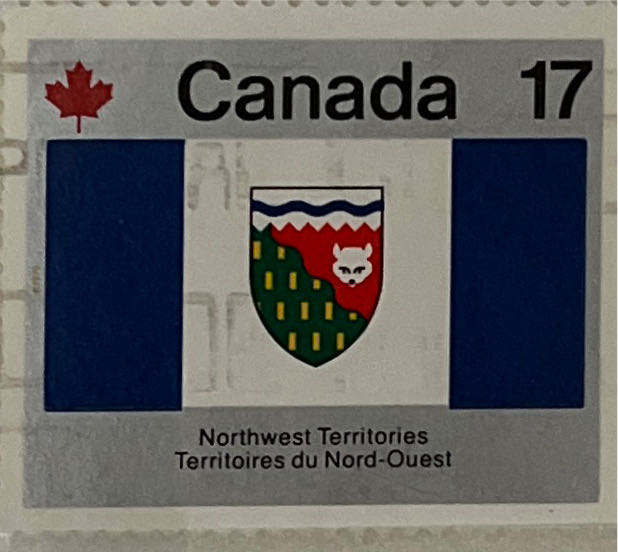 Canada 17
Northwest Territories
Territoires du Nord-Ouest